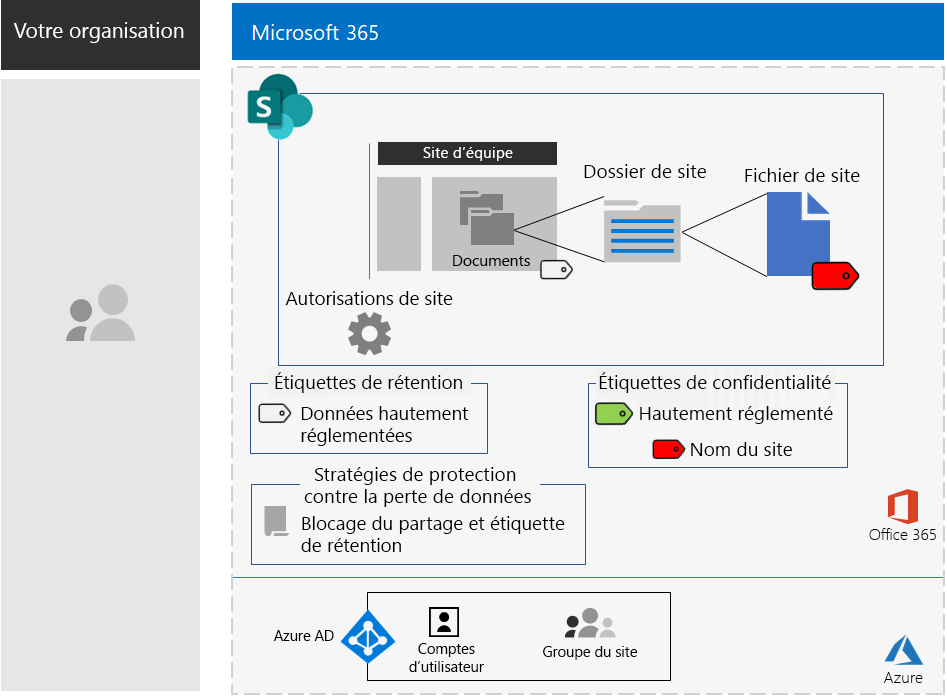 Votre organisation
Microsoft 365
S
Site d'équipe
Dossier de site
Fichier de site
Documents
Autorisations de site
Étiquettes de rétention
Données hautement
réglementées
Étiquettes de confidentialité
Hautement réglementé
Nom du site
Stratégies de protection
contre la perte de données
Blocage du partage et étiquette
de rétention
Office 365
Azure AD
Comptes
d'utilisateur
Groupe du site
Azure